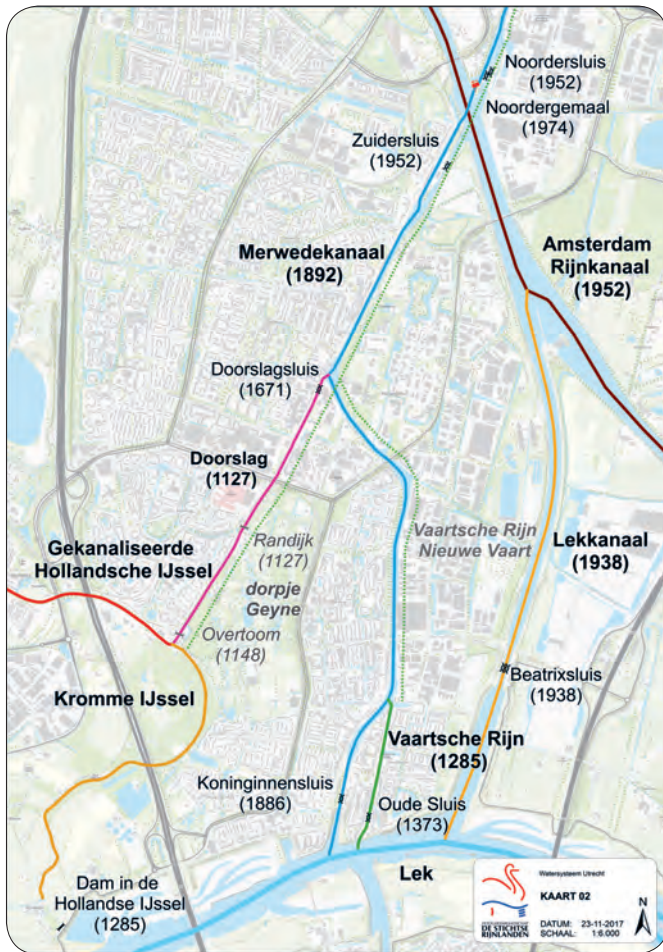 Noordersluis
(1952)
Noordergemaal
(1974)
Zuidersluis
(1952)
Merwedekanaal
(1892)
Amsterdam
Rijnkanaal
(1952)
Doorslagsluis
(1671)
Doorslag
(1127)
Randijk
(1127)
Vaartsche Rijn
Nieuwe Vaart
Lekkanaal
(1938)
Gekanaliseerde
Hollandsche IJssel
dorpje
Geyne
Overtoom
(1148)
Beatrixsluis
(1938)
Kromme IJssel
Vaartsche Rijn
(1285)
Koninginnensluis
(1886)
Oude Sluis
(1373)
Lek
Dam in de
Hollandse IJssel
(1285)
Watersysteem Utrecht
KAART 02
N
DE STICHTSE
RIJNLANDEN
DATUM: 23-11-2017
SCHAAL: 1:6.000